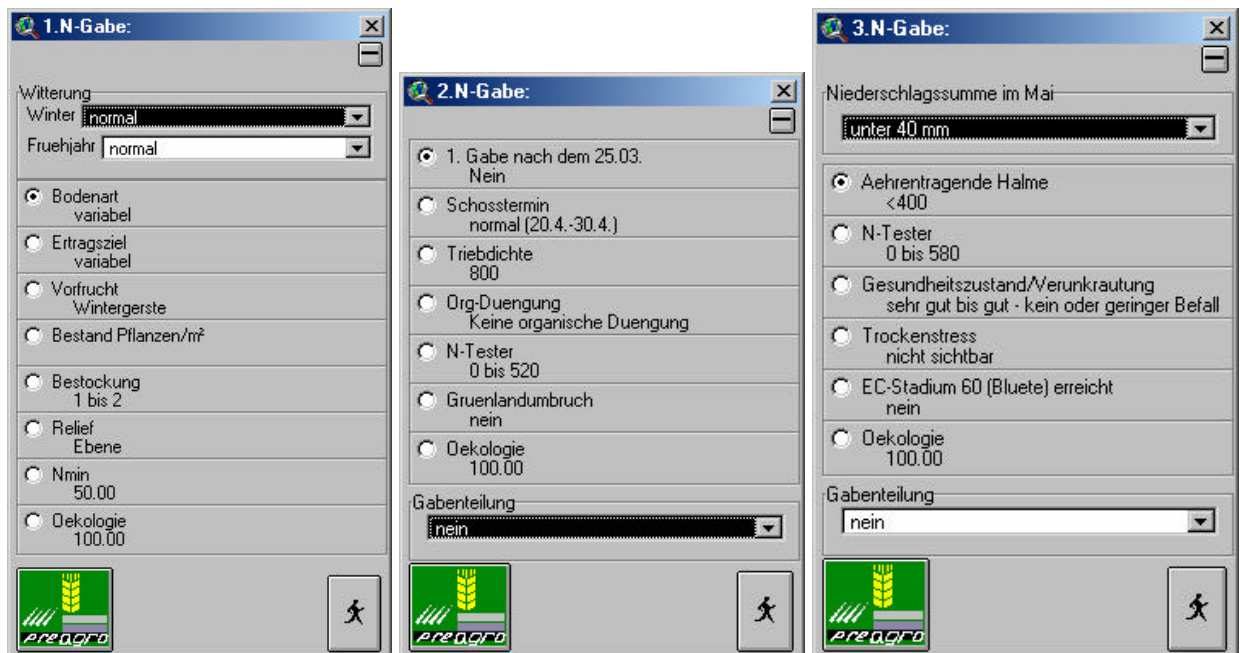 1.N-Gabe:
Witterung
Winter normal
Fruehjahr normal
Bodenart
variabel
Ertragsziel
variabel
Vorfrucht
Wintergerste
Bestand Pflanzen/m²
Bestockung
1 bis 2
Relief
Ebene
Nmin
50.00
Oekologie
100.00
preagro
2.N-Gabe:
1. Gabe nach dem 25.03.
Nein
Schosstermin
normal (20.4.-30.4.)
Triebdichte
800
Org-Duengung
Keine organische Duengung
N-Tester
0 bis 520
Gruenlandumbruch
nein
Oekologie
100.00
Gabenteilung
nein
preagro
3.N-Gabe:
Niederschlagssumme im Mai
unter 40 mm
Aehrentragende Halme
<400
N-Tester
0 bis 580
Gesundheitszustand/Verunkrautung
sehr gut bis gut - kein oder geringer Befall
Trockenstress
nicht sichtbar
EC-Stadium 60 (Bluete) erreicht
nein
Oekologie
100.00
Gabenteilung
nein
preagro